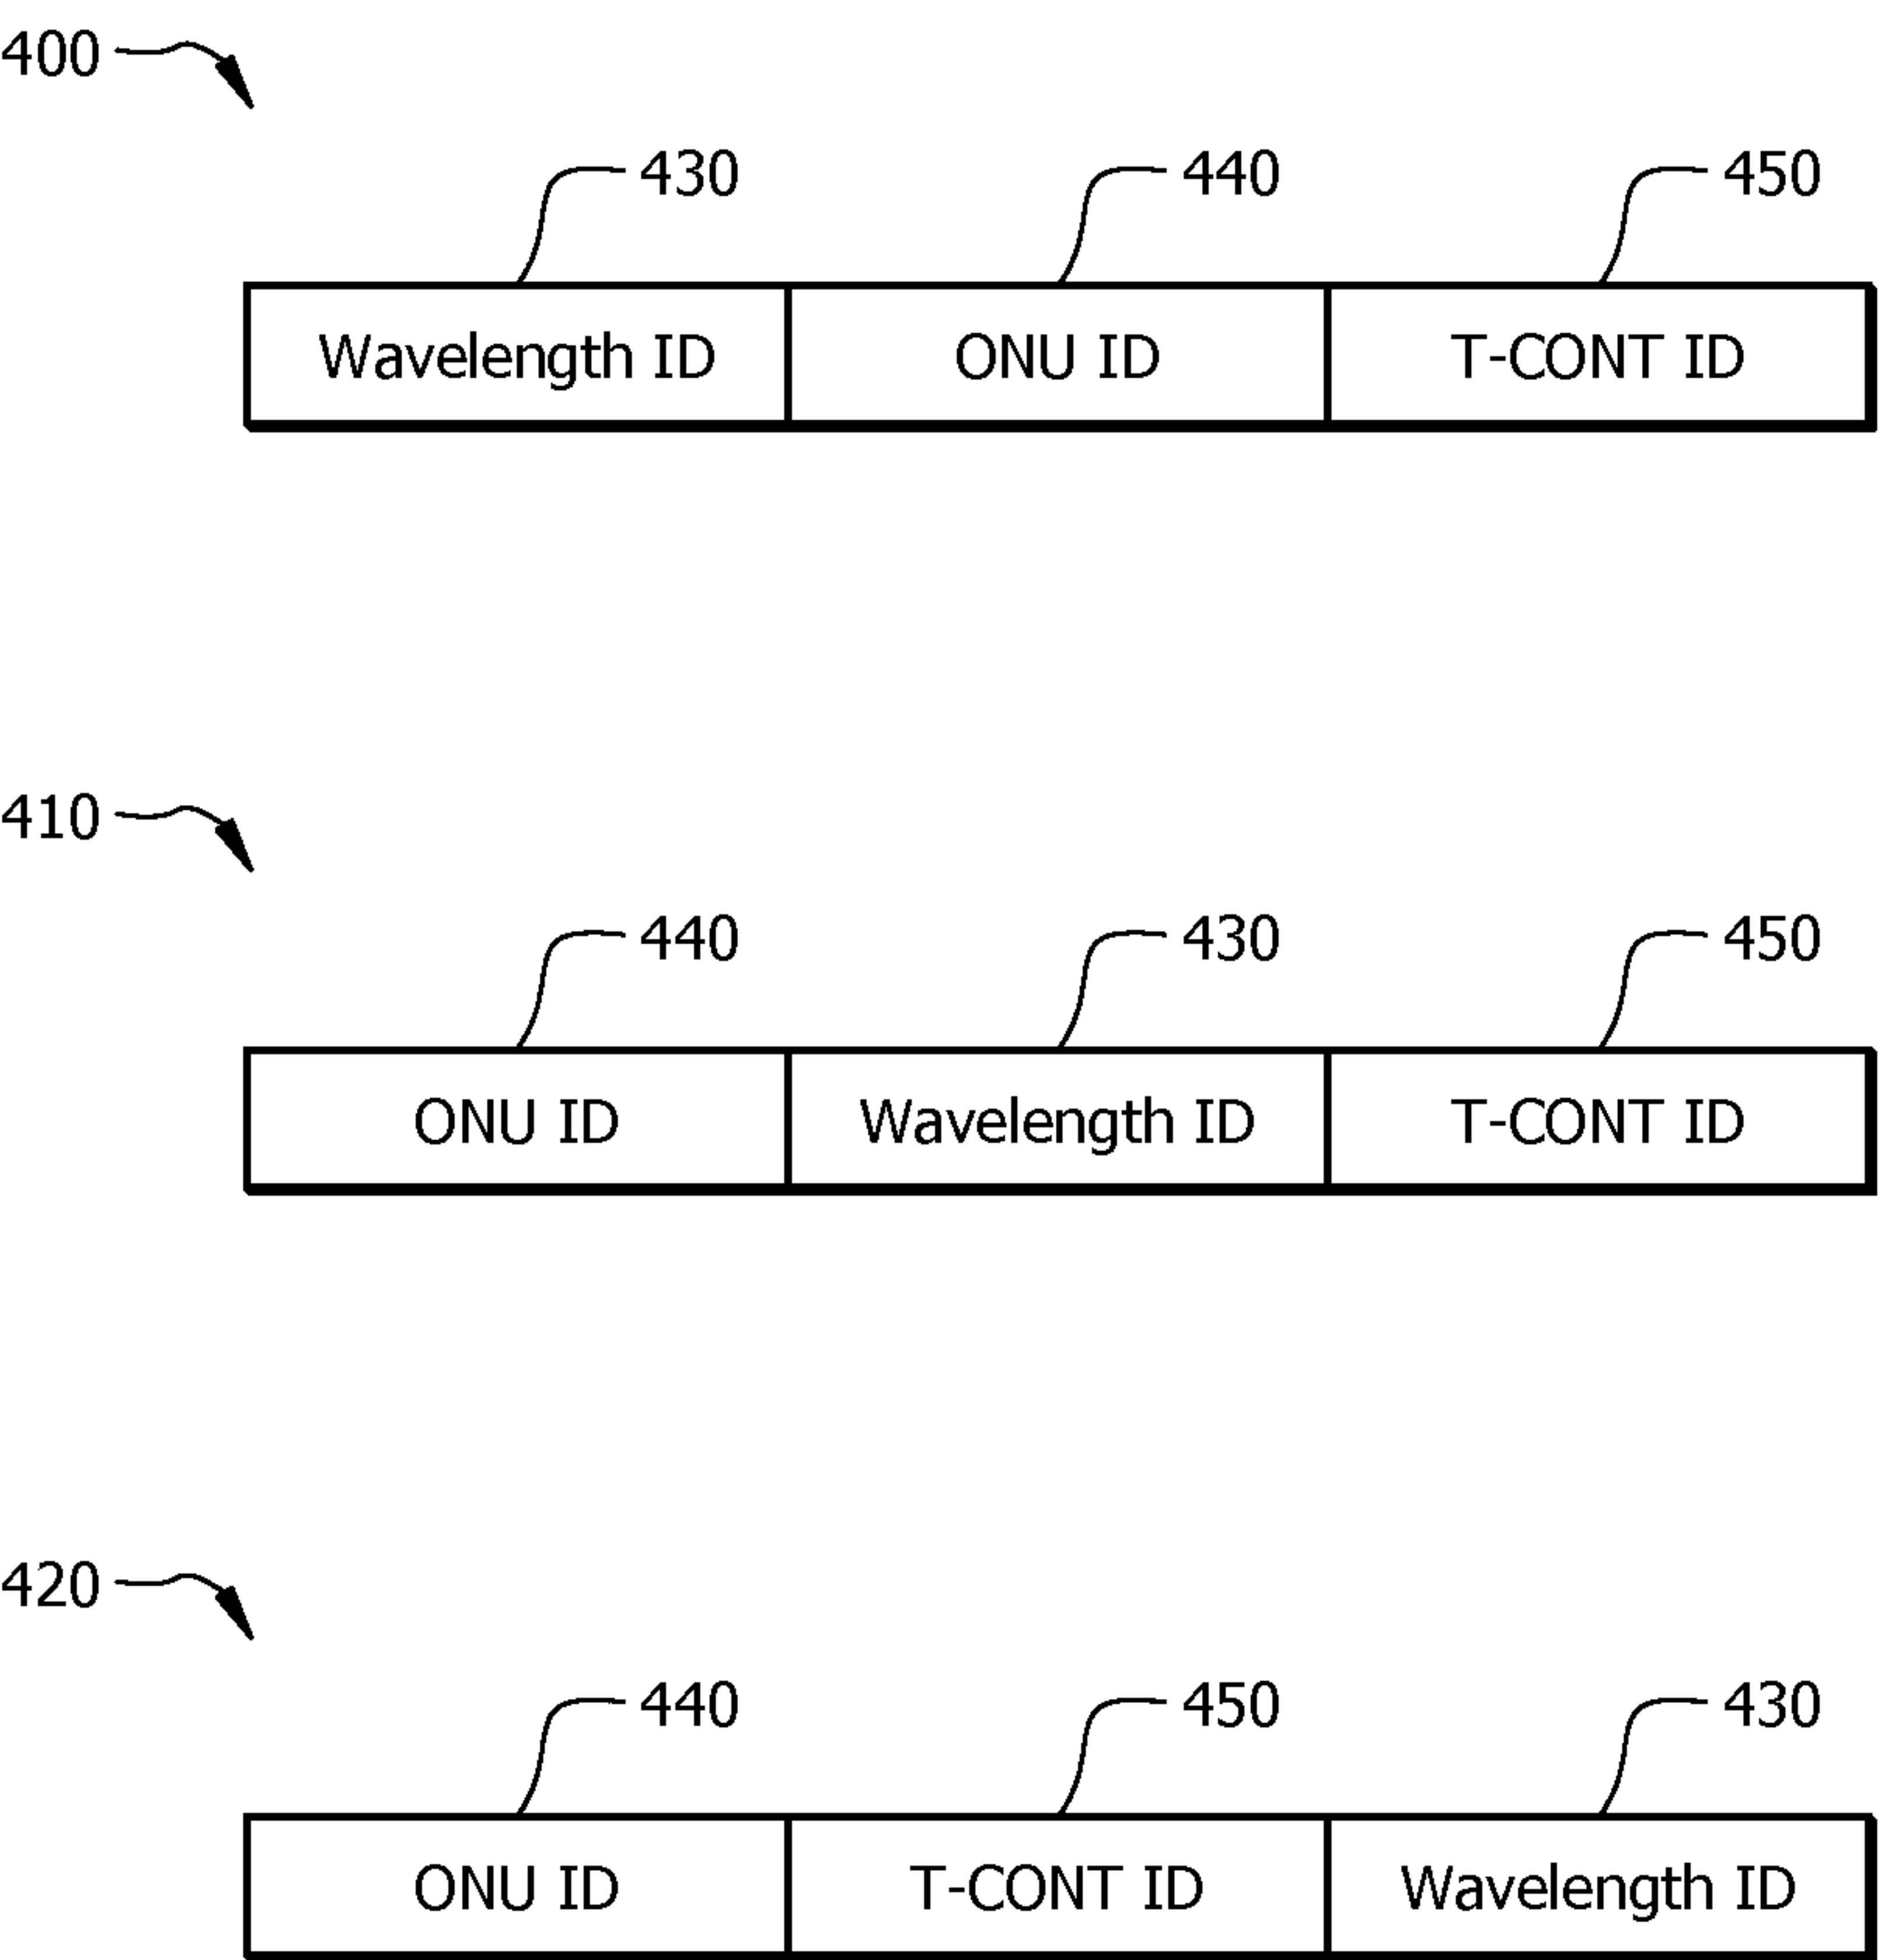 400
430 440 450
Wavelength ID ONU ID T-CONT ID
410
440 430 450
ONU ID Wavelength ID T-CONT ID
420
440 450 430
ONU ID T-CONT ID Wavelength ID